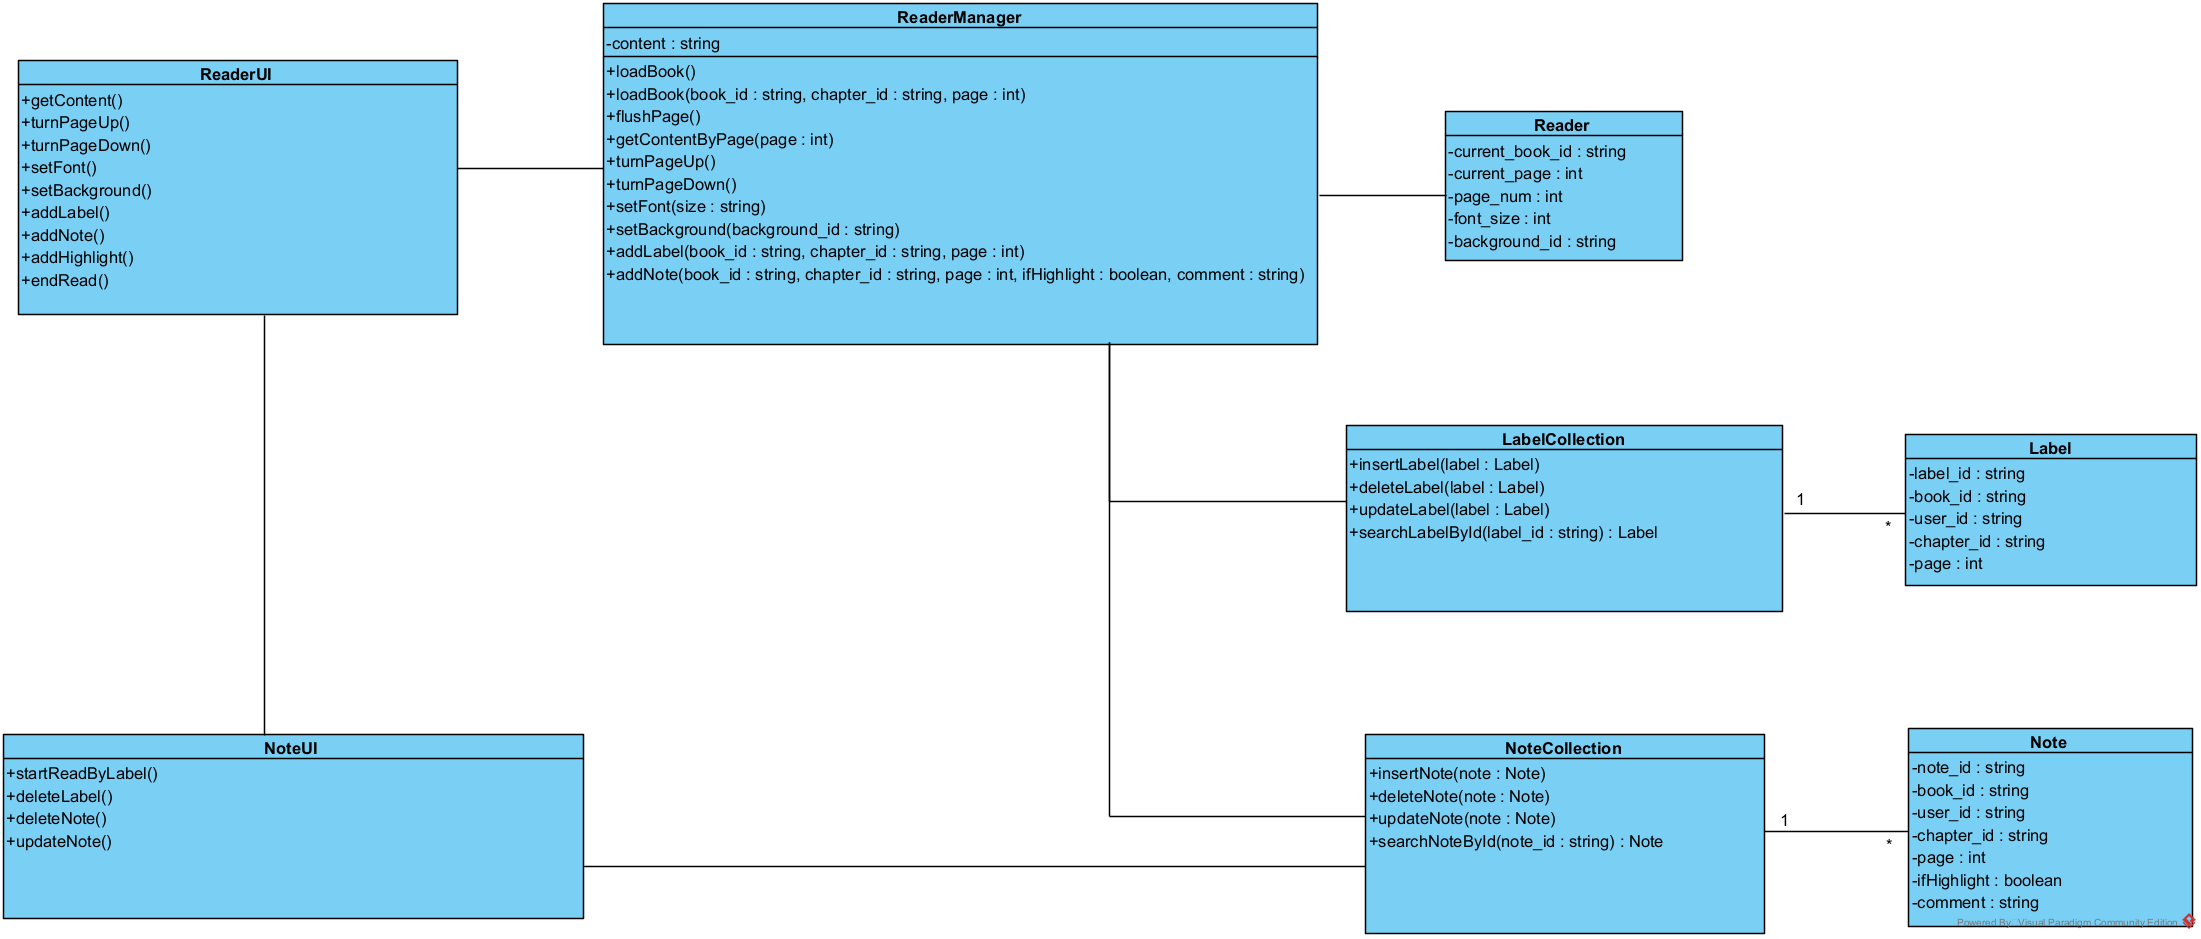 ReaderManager
-content : string
+loadBook()
+loadBook(book_id : string, chapter_id : string, page : int)
+flushPage()
+getContentByPage(page : int)
+turnPageUp()
+turnPageDown()
+setFont(size : string)
+setBackground(background_id : string)
+addLabel(book_id : string, chapter_id : string, page : int)
+addNote(book_id : string, chapter_id : string, page : int, ifHighlight : boolean, comment : string)
ReaderUI
+getContent()
+turnPageUp()
+turnPageDown()
+setFont()
+setBackground()
+addLabel()
+addNote()
+addHighlight()
+endRead()
Reader
-current_book_id : string
-current_page : int
-page_num : int
-font_size : int
-background_id : string
LabelCollection
+insertLabel(label : Label)
+deleteLabel(label : Label)
+updateLabel(label : Label)
+searchLabelById(label_id : string) : Label
1
*
Label
-label_id : string
-book_id : string
-user_id : string
-chapter_id : string
-page : int
NoteUI
+startReadByLabel()
+deleteLabel()
+deleteNote()
+updateNote()
NoteCollection
+insertNote(note : Note)
+deleteNote(note : Note)
+updateNote(note : Note)
+searchNoteById(note_id : string) : Note
1
*
Note
-note_id : string
-book_id : string
-user_id : string
-chapter_id : string
-page : int
-ifHighlight : boolean
-comment : string
Powered By: Visual Paradigm Community Edition